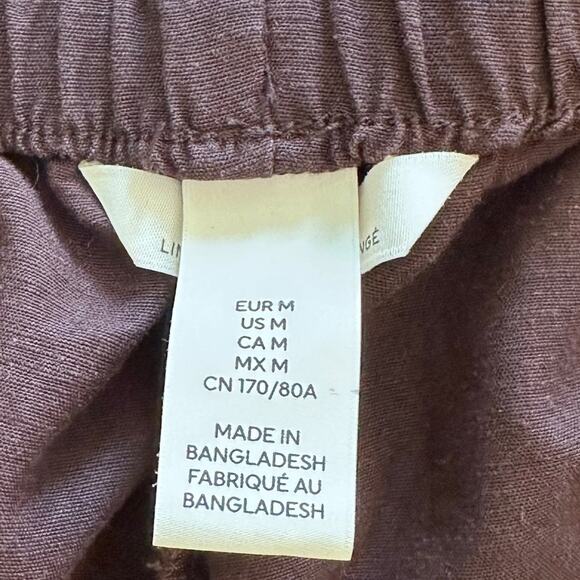 EUR M
US M
CA M
MX M
CN 170/80A
MADE IN
BANGLADESH
FABRIQUÉ AU
BANGLADESH